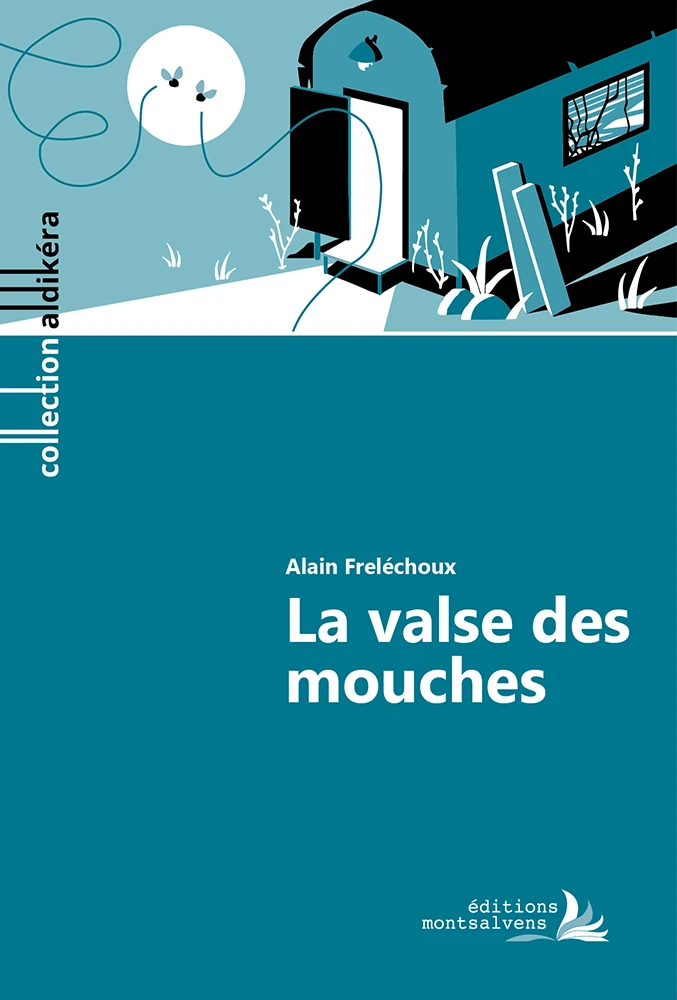 collection aldikéra
Alain Freléchoux
La valse des
mouches
éditions
montsalvens